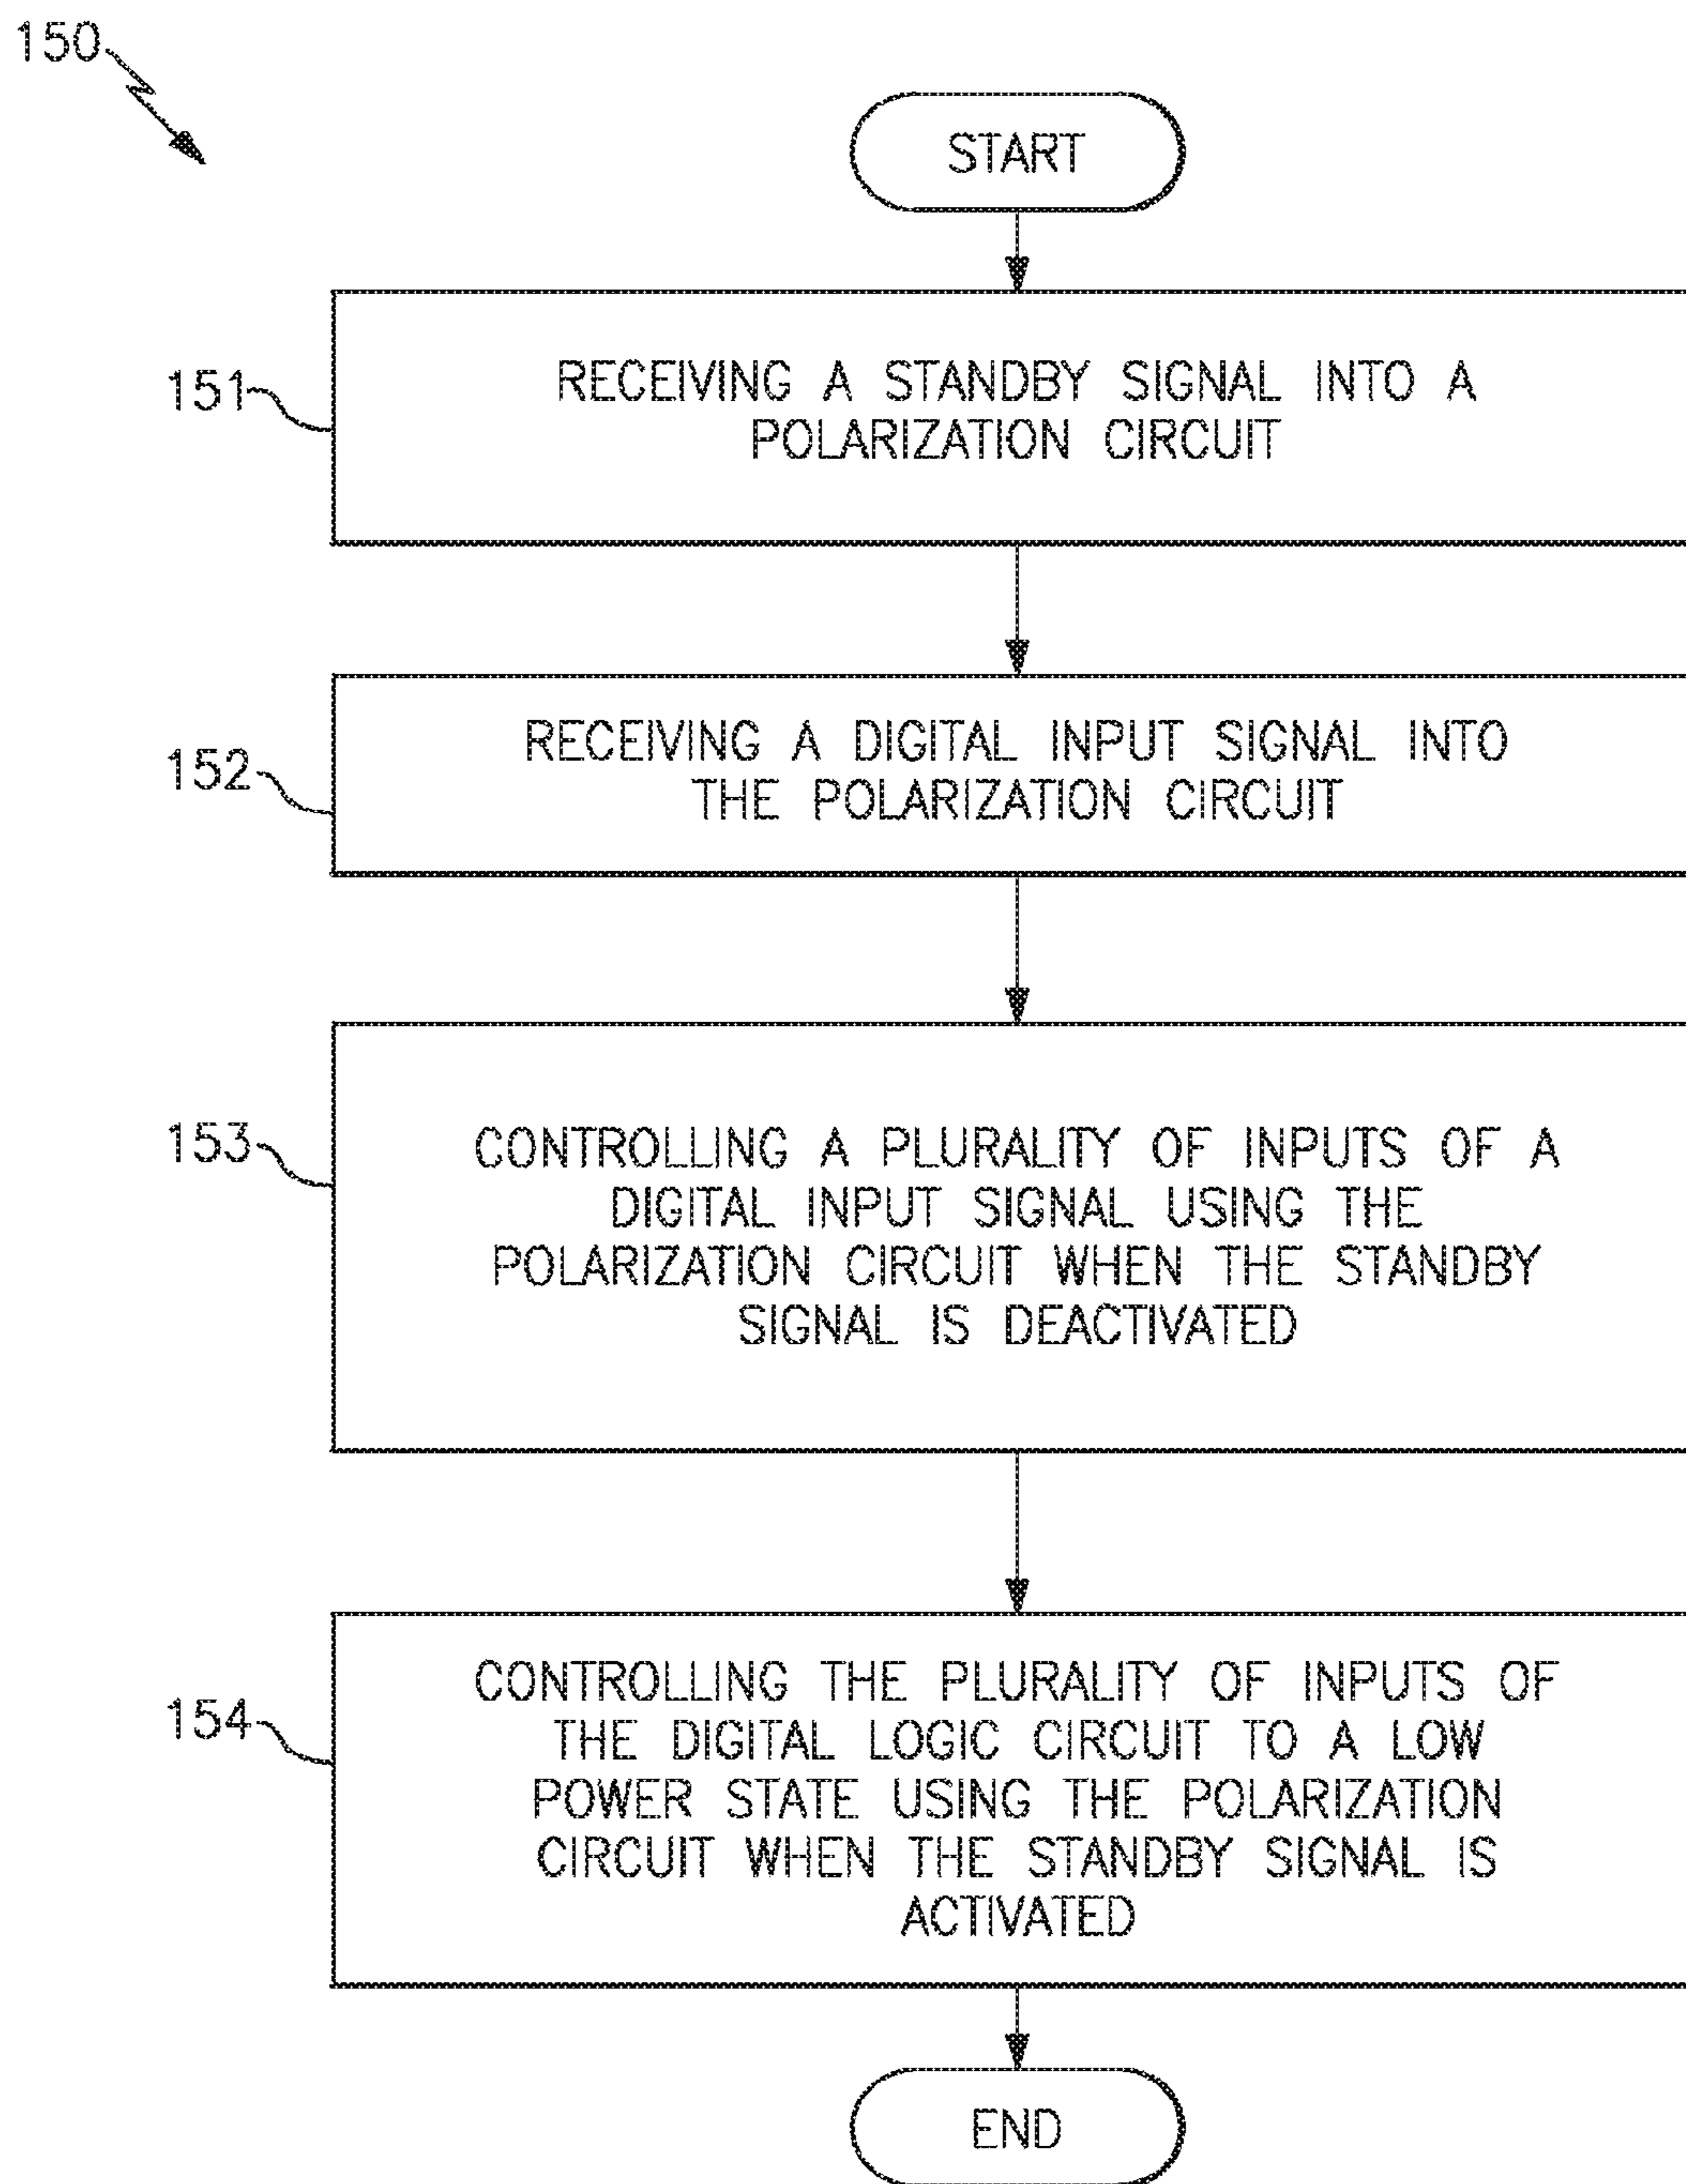 150
START
151
RECEIVING A STANDBY SIGNAL INTO A
POLARIZATION CIRCUIT
152
RECEIVING A DIGITAL INPUT SIGNAL INTO
THE POLARIZATION CIRCUIT
153
CONTROLLING A PLURALITY OF INPUTS OF A
DIGITAL INPUT SIGNAL USING THE
POLARIZATION CIRCUIT WHEN THE STANDBY
SIGNAL IS DEACTIVATED
154
CONTROLLING THE PLURALITY OF INPUTS OF
THE DIGITAL LOGIC CIRCUIT TO A LOW
POWER STATE USING THE POLARIZATION
CIRCUIT WHEN THE STANDBY SIGNAL IS
ACTIVATED
END